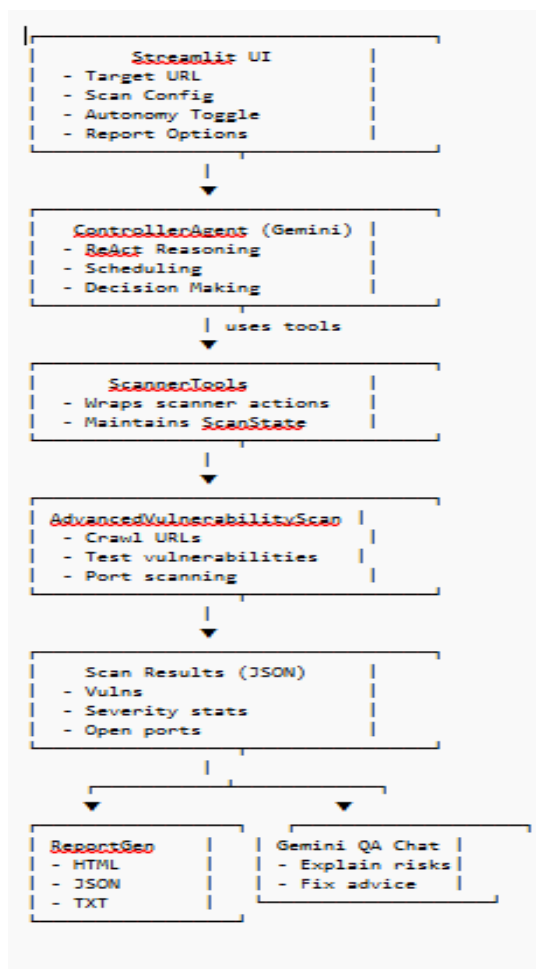 Streamlit UI
- Target URL
- Scan Config
- Autonomy Toggle
- Report Options
ControllerAgent (Gemini)
- ReAct Reasoning
- Scheduling
- Decision Making
uses tools
ScannerTools
- Wraps scanner actions
- Maintains ScanState
AdvancedVulnerabilityScan
- Crawl URLs
- Test vulnerabilities
- Port scanning
Scan Results (JSON)
- Vulns
- Severity stats
- Open ports
ReportGen
- HTML
- JSON
- TXT
Gemini QA Chat
- Explain risks
- Fix advice